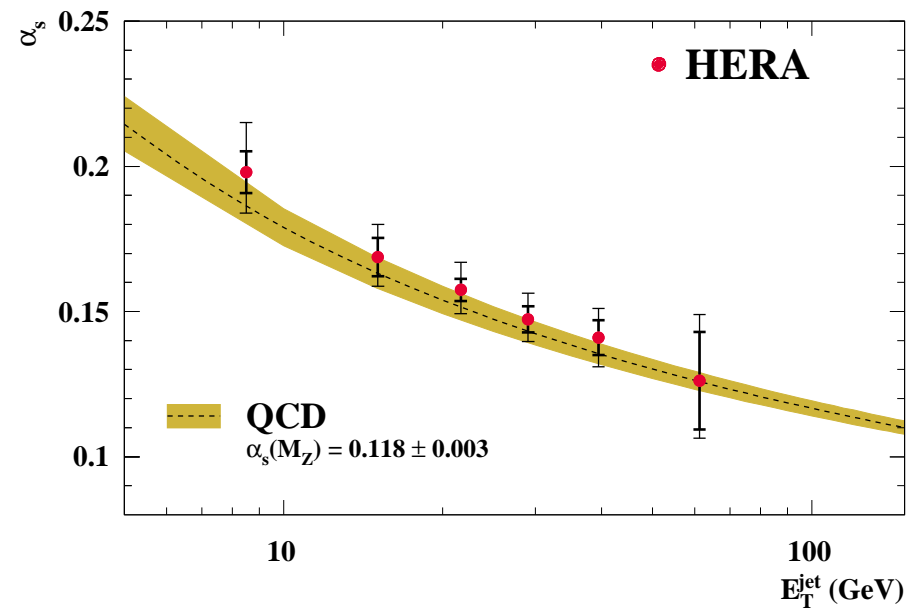 0.25
α_s
HERA
0.2
0.15
QCD
α_s(M_Z) = 0.118 ± 0.003
0.1
10 100
E_T^jet (GeV)